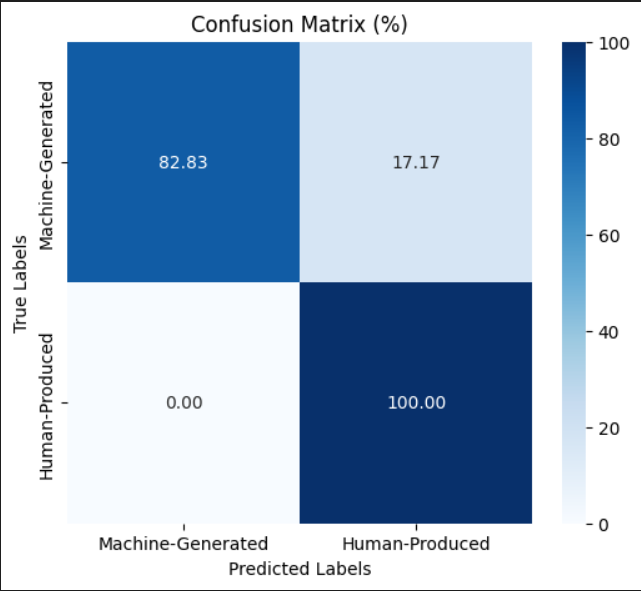 Confusion Matrix (%)
True Labels
Machine-Generated
Human-Produced
82.83
17.17
0.00
100.00
Machine-Generated
Human-Produced
Predicted Labels
100
80
60
40
20
0